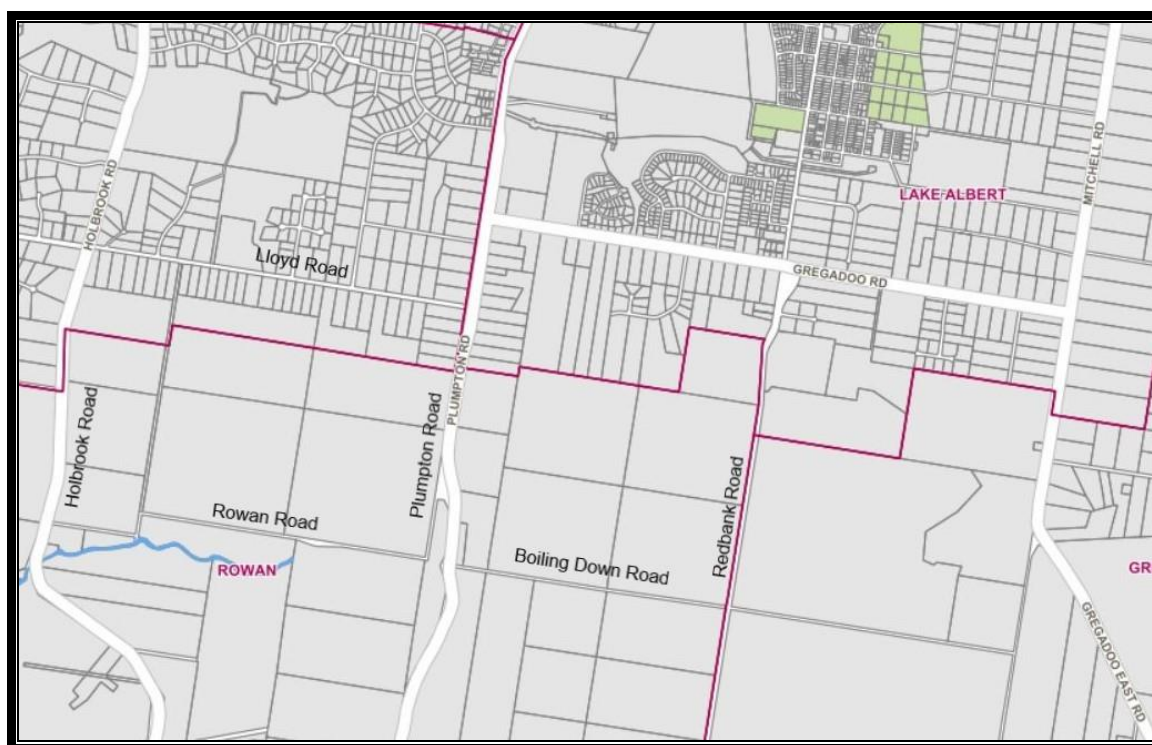 HOLBROOK RD
MITCHELL RD
LAKE ALBERT
Lloyd Road
GREGADOO RD
PLUMPTON RD
Holbrook Road
Plumpton Road
Rowan Road
Redbank Road
Boiling Down Road
ROWAN
GR
GREGADOO EAST RD